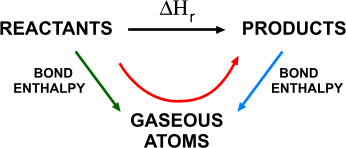 ΔHr
REACTANTS PRODUCTS
BOND ENTHALPY
BOND ENTHALPY
GASEOUS
ATOMS